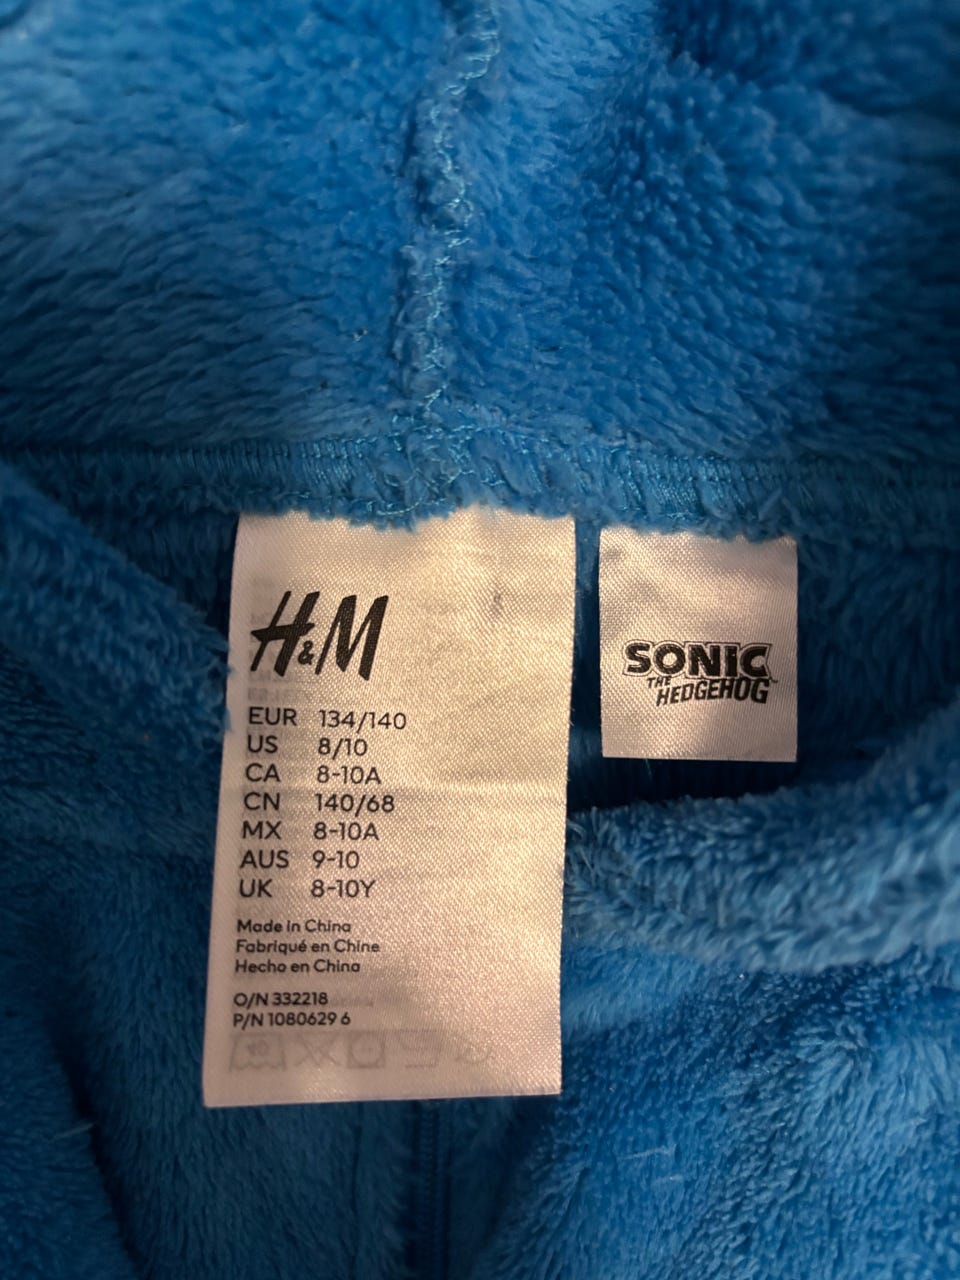 H&M
EUR 134/140
US 8/10
CA 8-10A
CN 140/68
MX 8-10A
AUS 9-10
UK 8-10Y
Made in China
Fabriqué en Chine
Hecho en China
O/N 332218
P/N 1080629 6
SONIC
THE
HEDGEHOG™